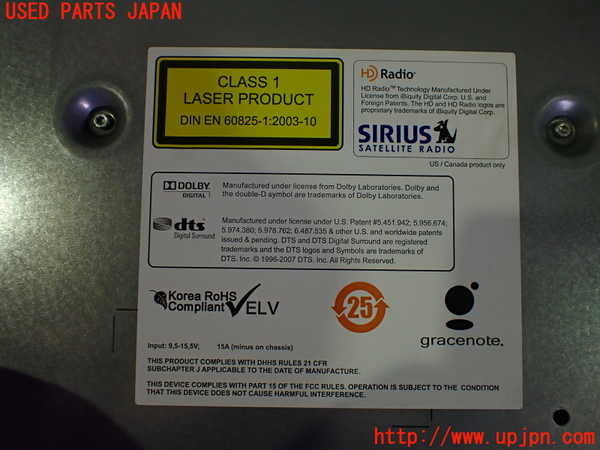 USED PARTS JAPAN
CLASS 1
LASER PRODUCT
DIN EN 60825-1:2003-10
HD Radio™
HD Radio™ Technology Manufactured Under
License from iBiquity Digital Corp. U.S. and
Foreign Patents. The HD and HD Radio logos are
proprietary trademarks of iBiquity Digital Corp.
SIRIUS
SATELLITE RADIO
US / Canada product only
DOLBY
DIGITAL
Manufactured under license from Dolby Laboratories. Dolby and
the double-D symbol are trademarks of Dolby Laboratories.
dts
Digital Surround
Manufactured under license under U.S. Patent #5.451.942; 5.956.674;
5.974.380; 5.978.762; 6.487.535 & other U.S. and worldwide patents
issued & pending. DTS and DTS Digital Surround are registered
trademarks and the DTS logos and Symbols are trademarks of
DTS, Inc. © 1996-2007 DTS, Inc. All Rights Reserved.
Korea RoHS
Compliant
ELV
25
gracenote.
Input: 9,5-15,5V; 15A (minus on chassis)
THIS PRODUCT COMPLIES WITH DHHS RULES 21 CFR
SUBCHAPTER J APPLICABLE TO THE DATE OF MANUFACTURE.
THIS DEVICE COMPLIES WITH PART 15 OF THE FCC RULES. OPERATION IS SUBJECT TO THE CONDITION
THAT THIS DEVICE DOES NOT CAUSE HARMFUL INTERFERENCE.
http://www.upjpn.com/